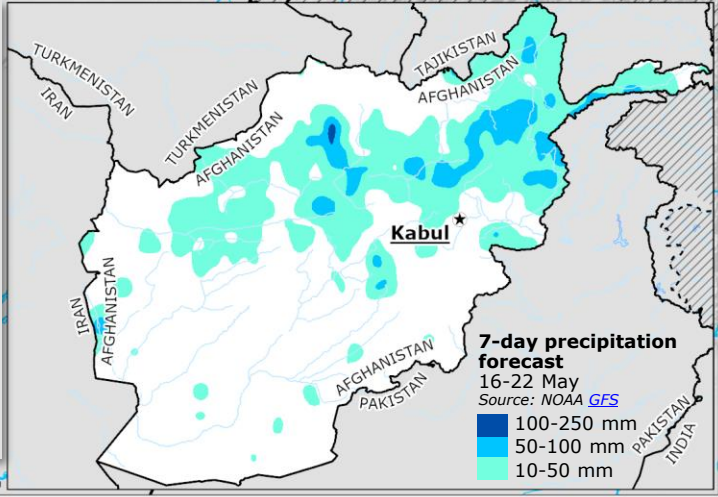 TURKMENISTAN
IRAN
TURKMENISTAN
AFGHANISTAN
TAJIKISTAN
AFGHANISTAN
Kabul
IRAN
AFGHANISTAN
AFGHANISTAN
PAKISTAN
PAKISTAN
INDIA
7-day precipitation
forecast
16-22 May
Source: NOAA GFS
100-250 mm
50-100 mm
10-50 mm